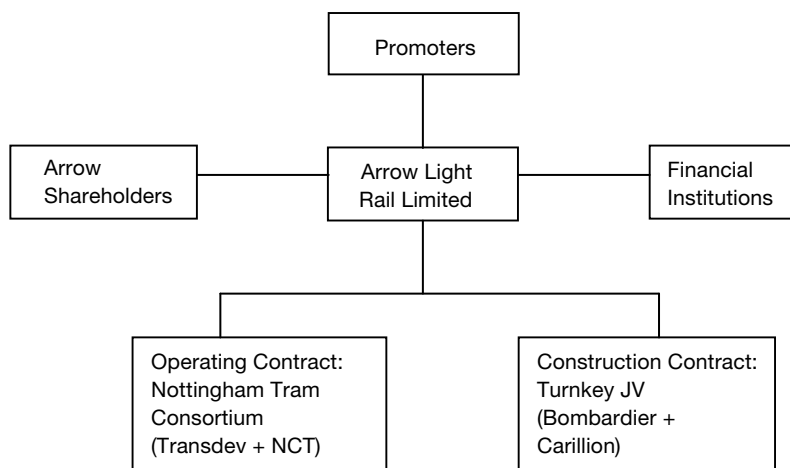 Promoters
Arrow
Shareholders
Arrow Light
Rail Limited
Financial
Institutions
Operating Contract:
Nottingham Tram
Consortium
(Transdev + NCT)
Construction Contract:
Turnkey JV
(Bombardier +
Carillion)